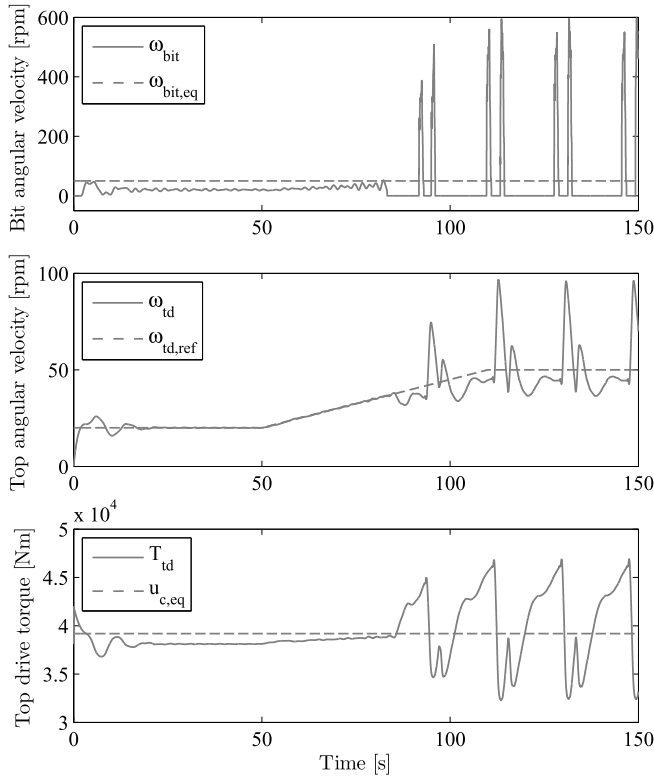 Bit angular velocity [rpm]
600
400
200
0
ω_bit
ω_bit,eq
0 50 100 150
Top angular velocity [rpm]
100
50
0
ω_td
ω_td,ref
0 50 100 150
x 10^4
Top drive torque [Nm]
5
4.5
4
3.5
3
T_td
u_c,eq
0 50 100 150
Time [s]